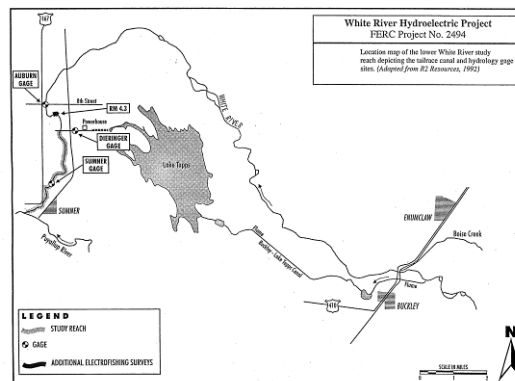 White River Hydroelectric Project
FERC Project No. 2494
Location map of the lower White River study
reach depicting the tailrace canal and hydrology gage
sites. (Adapted from R2 Resources, 1992)
167
AUBURN
GAGE
8th Street
RM 4.3
Powerhouse
DIERINGER
GAGE
SUMNER
GAGE
SUMNER
Puyallup River
WHITE RIVER
Lake Tapps
Flume
Buckley - Lake Tapps Canal
ENUMCLAW
Boise Creek
Flume
410
BUCKLEY
LEGEND
STUDY REACH
GAGE
ADDITIONAL ELECTROFISHING SURVEYS
SCALE IN MILES
0 1 2
N